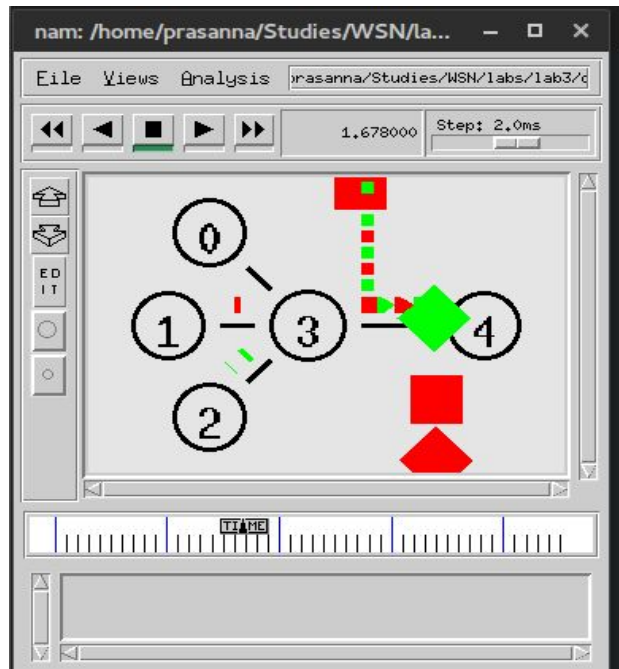 nam: /home/prasanna/Studies/WSN/la...
File Views Analysis prasanna/Studies/WSN/labs/lab3/c
1.678000 Step: 2.0ms
ED
IT
0
1
3
4
2
TIME